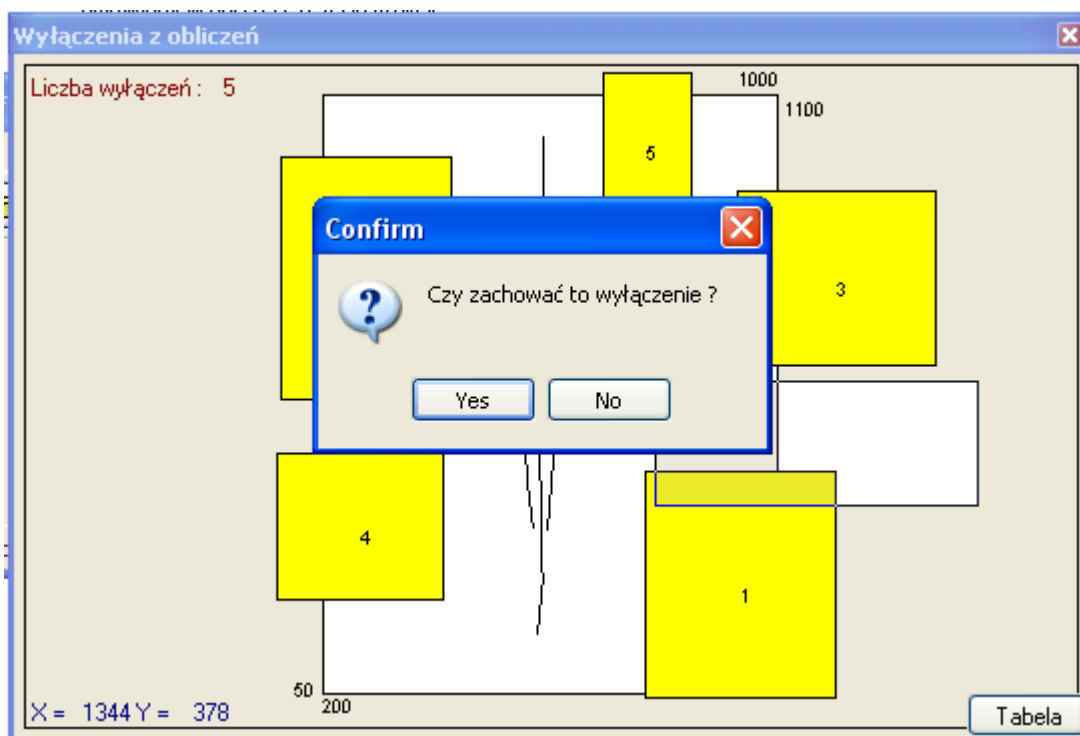 Wyłączenia z obliczeń
Liczba wyłączeń : 5
1000
1100
5
Confirm
Czy zachować to wyłączenie ?
3
Yes No
4
1
50
200
X = 1344 Y = 378
Tabela